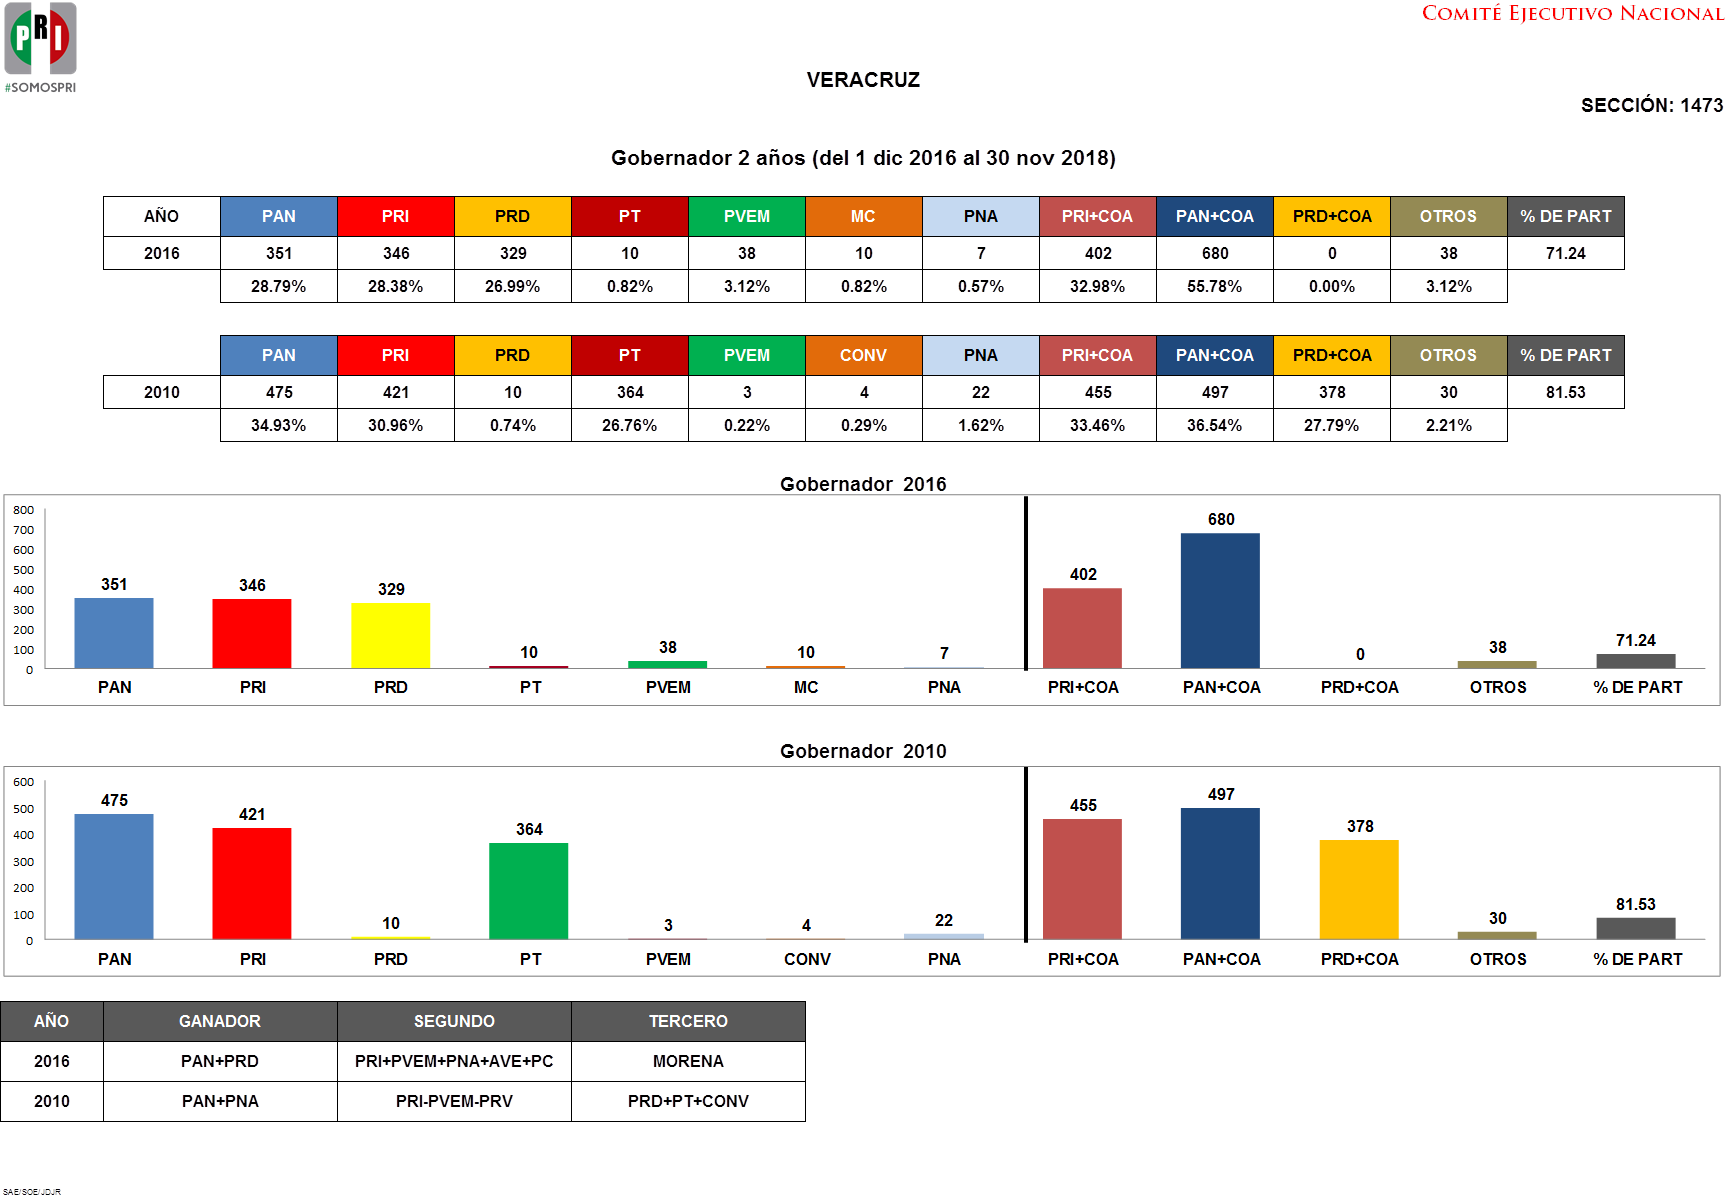 COMITÉ EJECUTIVO NACIONAL
PRI
#SOMOSPRI
VERACRUZ
SECCIÓN: 1473
Gobernador 2 años (del 1 dic 2016 al 30 nov 2018)
AÑO PAN PRI PRD PT PVEM MC PNA PRI+COA PAN+COA PRD+COA OTROS % DE PART
2016 351 346 329 10 38 10 7 402 680 0 38 71.24
28.79% 28.38% 26.99% 0.82% 3.12% 0.82% 0.57% 32.98% 55.78% 0.00% 3.12%
PAN PRI PRD PT PVEM CONV PNA PRI+COA PAN+COA PRD+COA OTROS % DE PART
2010 475 421 10 364 3 4 22 455 497 378 30 81.53
34.93% 30.96% 0.74% 26.76% 0.22% 0.29% 1.62% 33.46% 36.54% 27.79% 2.21%
Gobernador 2016
800
700
600
500
400
300
200
100
0
351 346 329 10 38 10 7 402 680 0 38 71.24
PAN PRI PRD PT PVEM MC PNA PRI+COA PAN+COA PRD+COA OTROS % DE PART
Gobernador 2010
600
500
400
300
200
100
0
475 421 10 364 3 4 22 455 497 378 30 81.53
PAN PRI PRD PT PVEM CONV PNA PRI+COA PAN+COA PRD+COA OTROS % DE PART
AÑO GANADOR SEGUNDO TERCERO
2016 PAN+PRD PRI+PVEM+PNA+AVE+PC MORENA
2010 PAN+PNA PRI-PVEM-PRV PRD+PT+CONV
SAE/SOE/JDJR